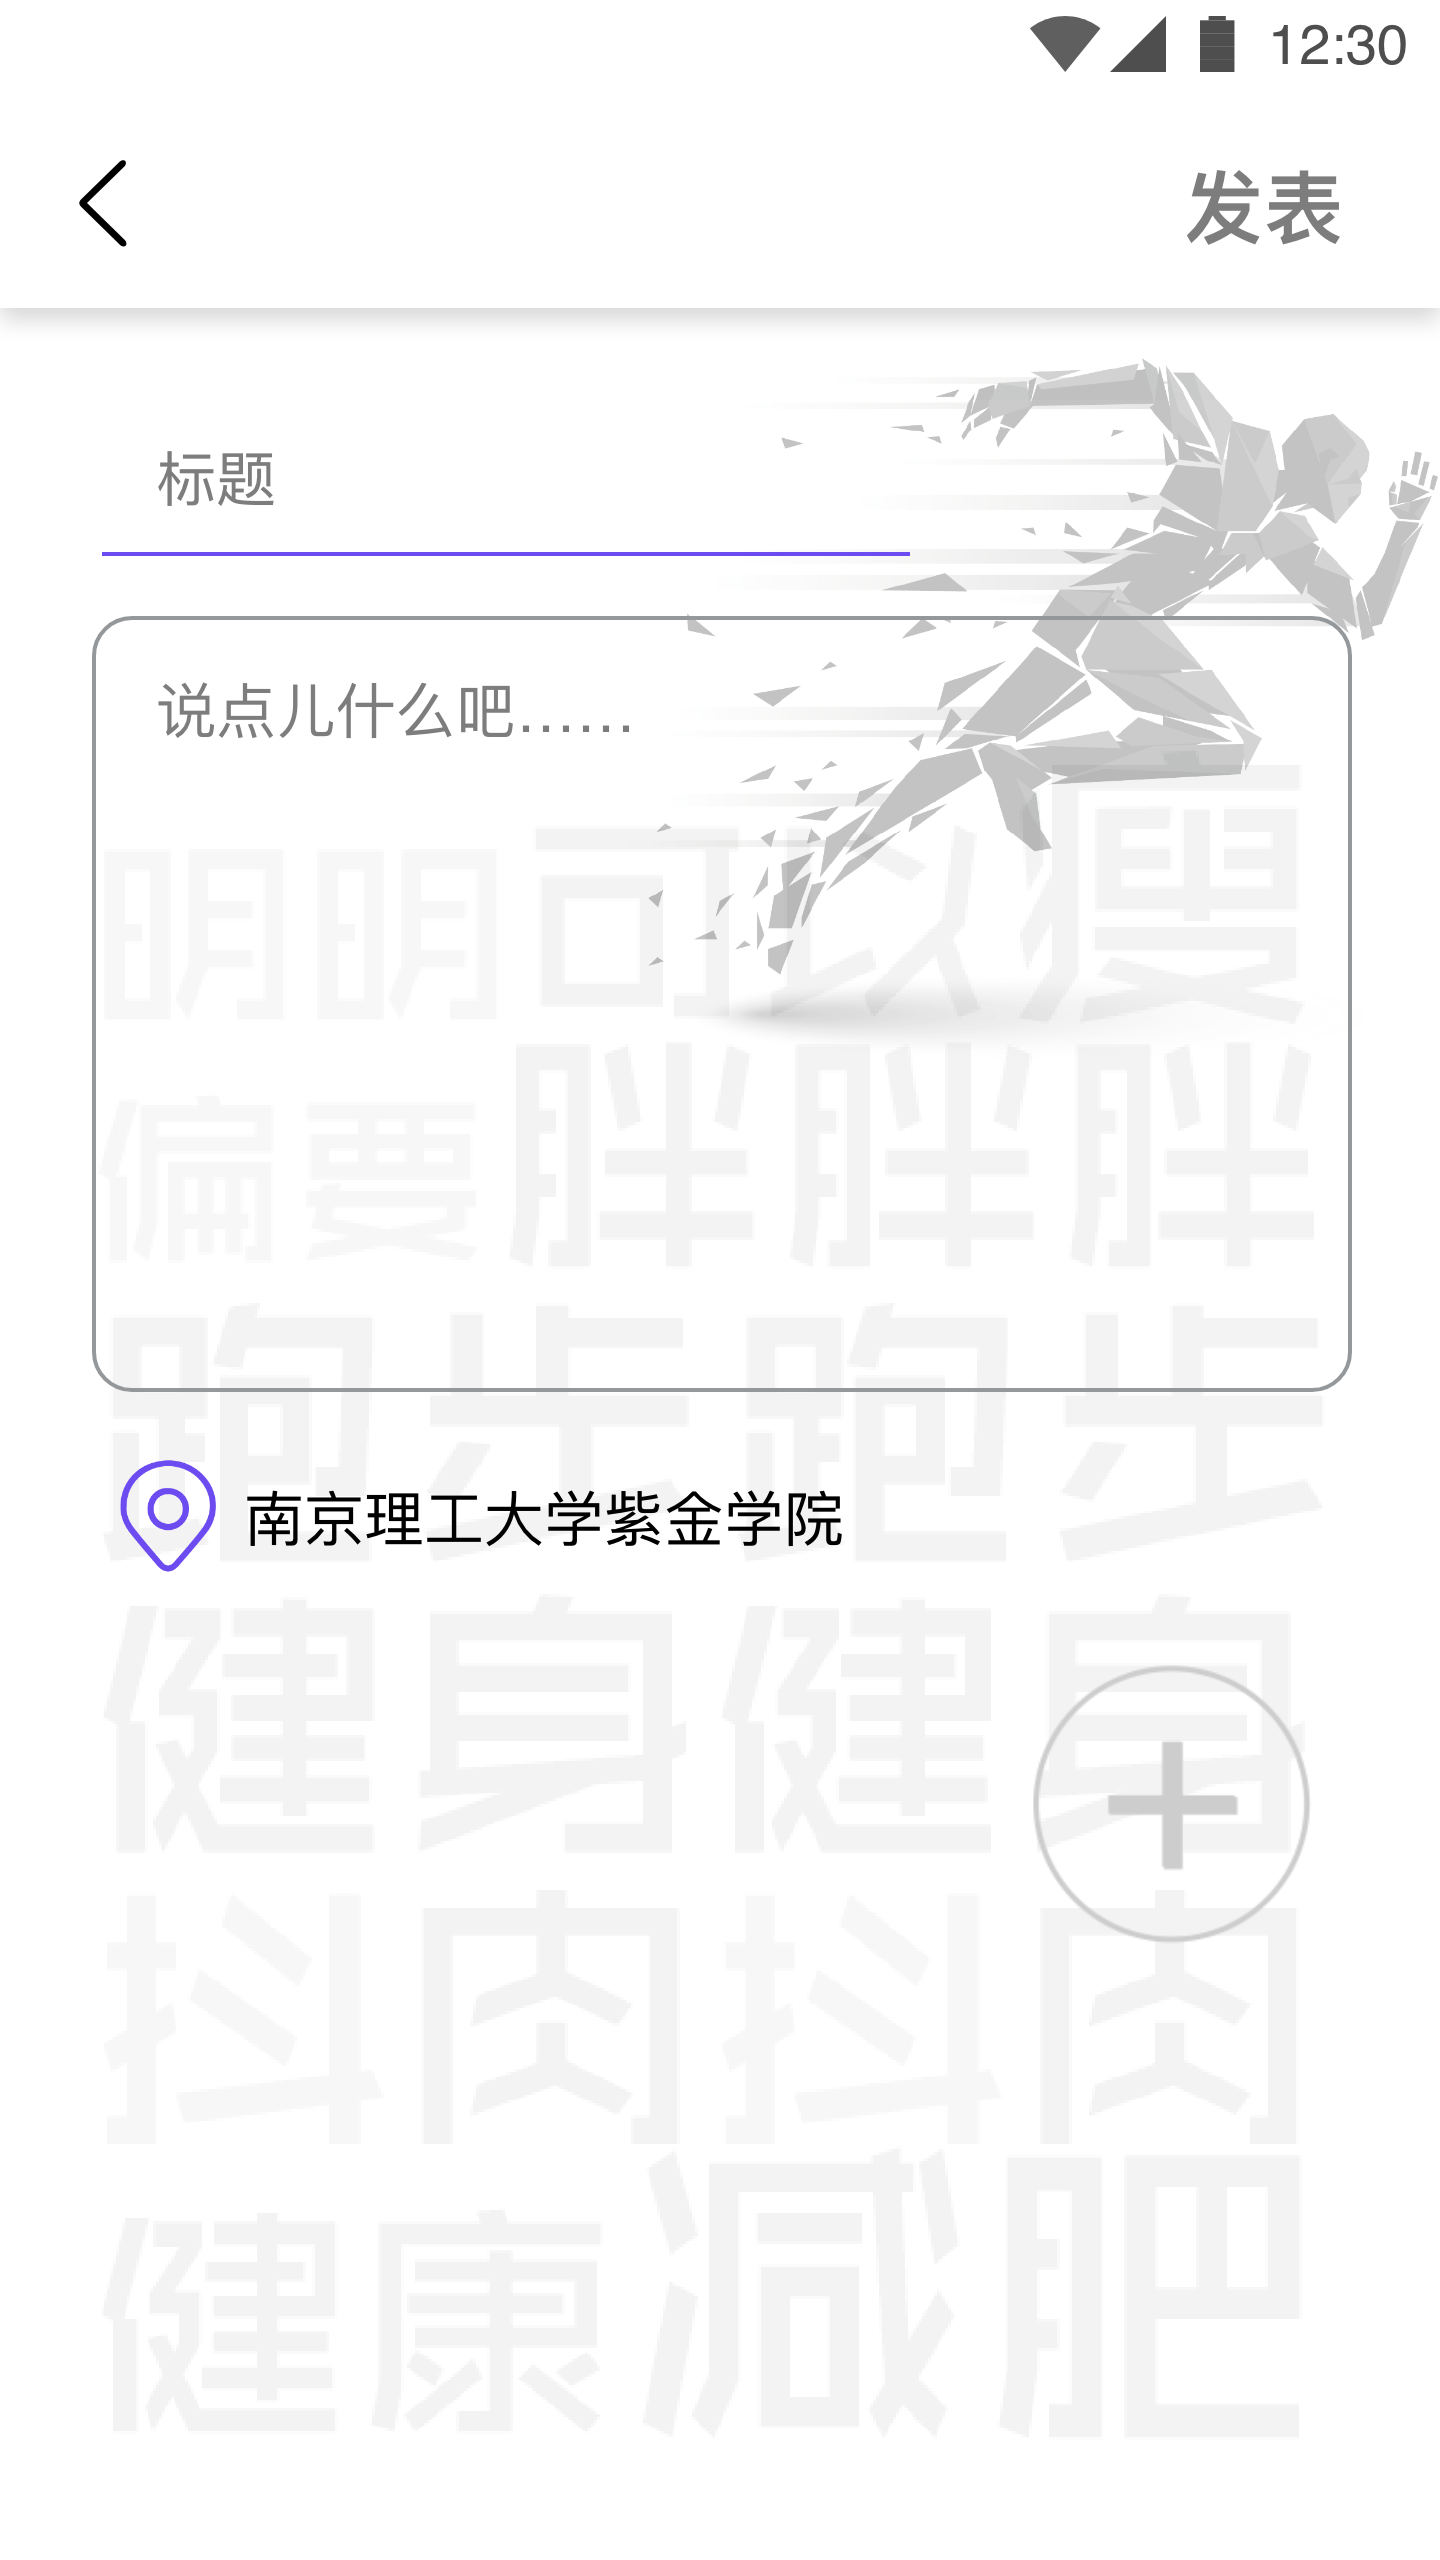 12:30
发表
标题
说点儿什么吧……
明明可以瘦
偏要胖胖胖
跑步跑步
南京理工大学紫金学院
健身健身
抖肉抖肉
健康减肥